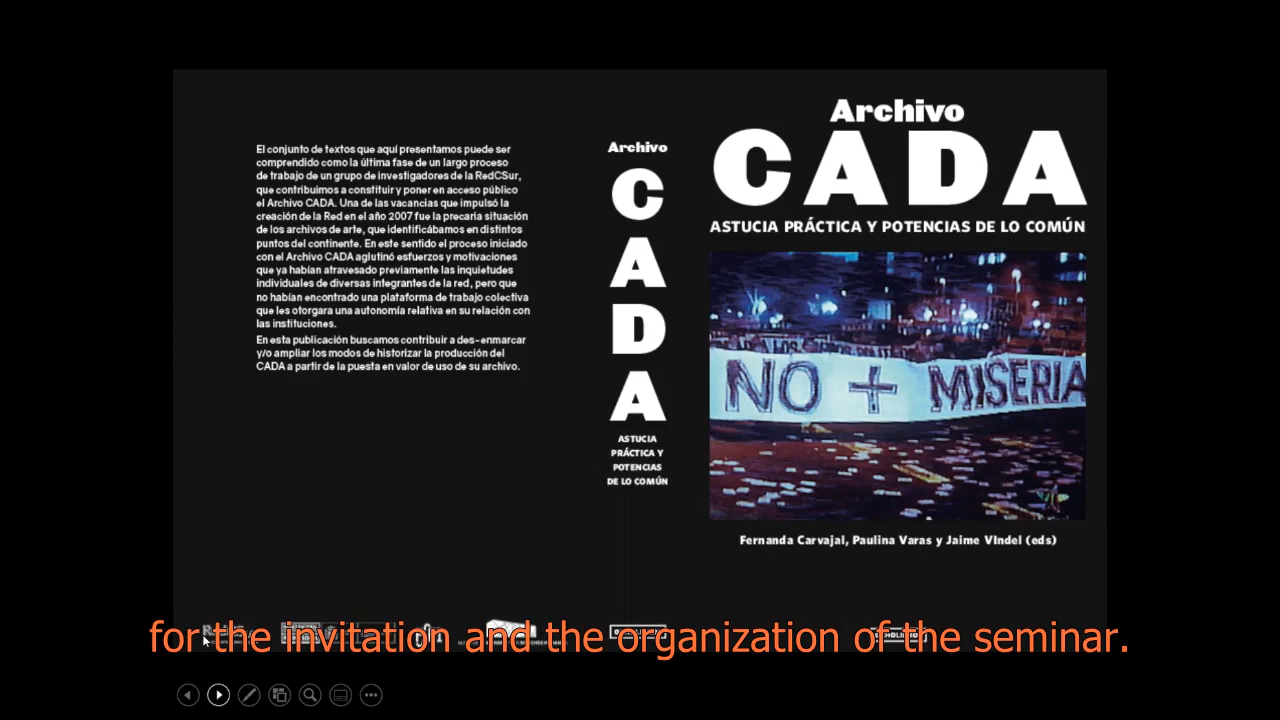 El conjunto de textos que aquí presentamos puede ser
comprendido como la última fase de un largo proceso
de trabajo de un grupo de investigadores de la RedCSur,
que contribuimos a constituir y poner en acceso público
el Archivo CADA. Una de las vacancias que impulsó la
creación de la Red en el año 2007 fue la precaria situación
de los archivos de arte, que identificábamos en distintos
puntos del continente. En este sentido el proceso iniciado
con el Archivo CADA aglutinó esfuerzos y motivaciones
que ya habían atravesado previamente las inquietudes
individuales de diversas integrantes de la red, pero que
no habían encontrado una plataforma de trabajo colectiva
que les otorgara una autonomía relativa en su relación con
las instituciones.
En esta publicación buscamos contribuir a des-enmarcar
y/o ampliar los modos de historizar la producción del
CADA a partir de la puesta en valor de uso de su archivo.
Archivo
C
A
D
A
ASTUCIA
PRÁCTICA Y
POTENCIAS
DE LO COMÚN
Archivo
CADA
ASTUCIA PRÁCTICA Y POTENCIAS DE LO COMÚN
NO + MISERIA
Fernanda Carvajal, Paulina Varas y Jaime VIndel (eds)
for the invitation and the organization of the seminar.